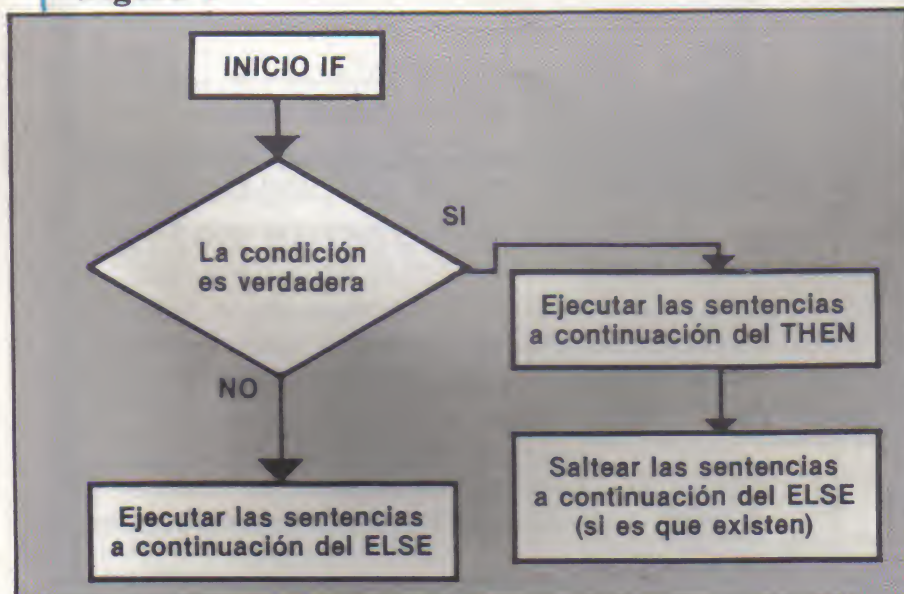 INICIO IF
La condición
es verdadera
SI
NO
Ejecutar las sentencias
a continuación del THEN
Saltear las sentencias
a continuación del ELSE
(si es que existen)
Ejecutar las sentencias
a continuación del ELSE